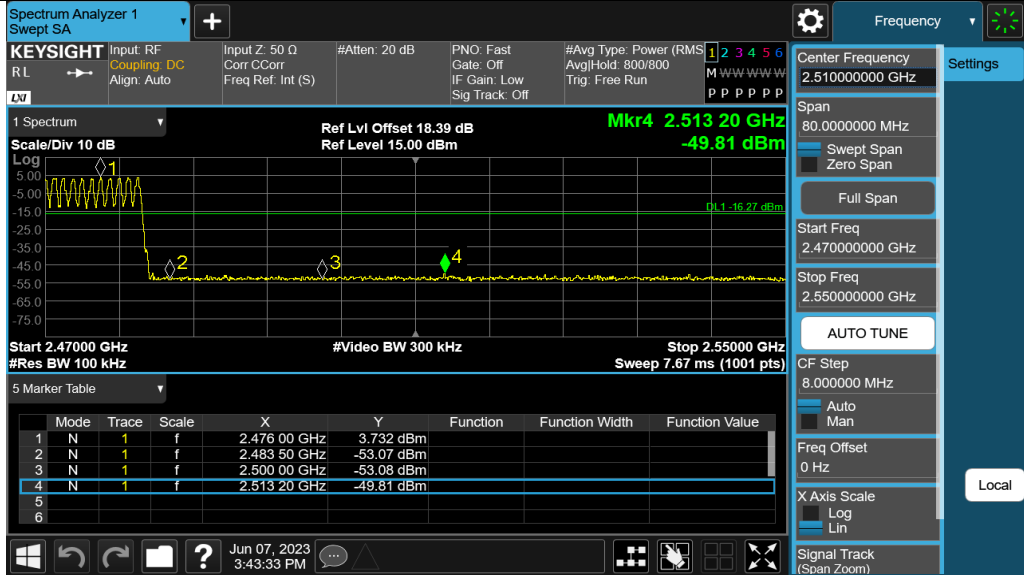 Spectrum Analyzer 1
Swept SA
+
Frequency
KEYSIGHT
R L
LXI
Input: RF
Coupling: DC
Align: Auto
Input Z: 50 Ω
Corr CCorr
Freq Ref: Int (S)
#Atten: 20 dB
PNO: Fast
Gate: Off
IF Gain: Low
Sig Track: Off
#Avg Type: Power (RMS
Avg|Hold: 800/800
Trig: Free Run
1 2 3 4 5 6
M W W W W W
P P P P P P
Center Frequency
2.510000000 GHz
Settings
Span
80.0000000 MHz
Swept Span
Zero Span
Full Span
Start Freq
2.470000000 GHz
Stop Freq
2.550000000 GHz
AUTO TUNE
CF Step
8.000000 MHz
Auto
Man
Freq Offset
0 Hz
X Axis Scale
Log
Lin
Signal Track
(Span Zoom)
Local
1 Spectrum
Scale/Div 10 dB
Ref Lvl Offset 18.39 dB
Ref Level 15.00 dBm
Mkr4 2.513 20 GHz
-49.81 dBm
Log
5.00
-5.00
-15.0
-25.0
-35.0
-45.0
-55.0
-65.0
-75.0
1
2
3
4
DL1 -16.27 dBm
Start 2.47000 GHz
#Video BW 300 kHz
Stop 2.55000 GHz
#Res BW 100 kHz
Sweep 7.67 ms (1001 pts)
5 Marker Table
Mode Trace Scale X Y Function Function Width Function Value
1 N 1 f 2.476 00 GHz 3.732 dBm
2 N 1 f 2.483 50 GHz -53.07 dBm
3 N 1 f 2.500 00 GHz -53.08 dBm
4 N 1 f 2.513 20 GHz -49.81 dBm
5
6
?
Jun 07, 2023
3:43:33 PM